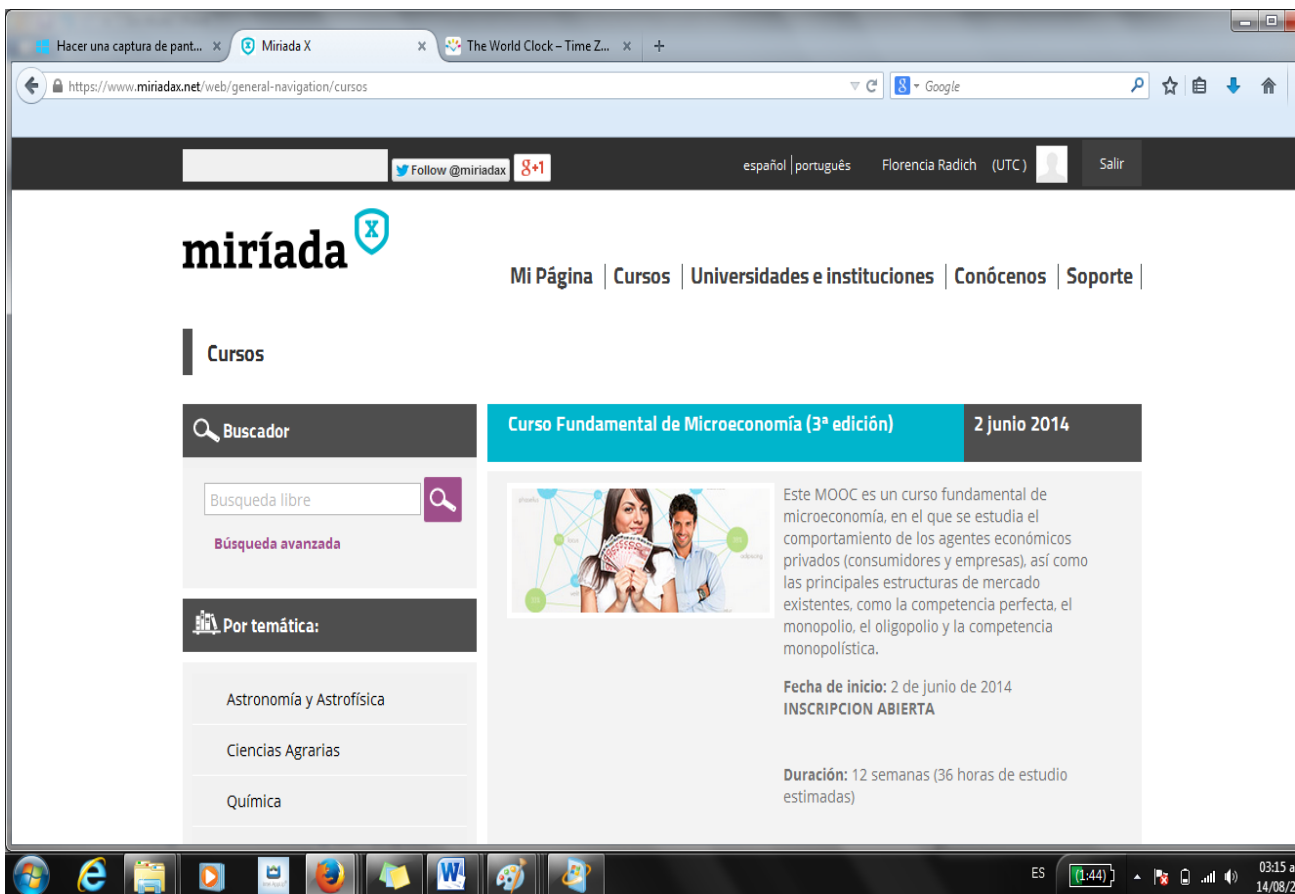 Hacer una captura de pant...
Miriada X
The World Clock – Time Z...
https://www.miriadax.net/web/general-navigation/cursos
Google
Follow @miriadax
+1
español | português
Florencia Radich (UTC )
Salir
miríada X
Mi Página | Cursos | Universidades e instituciones | Conócenos | Soporte |
Cursos
Buscador
Busqueda libre
Búsqueda avanzada
Por temática:
Astronomía y Astrofísica
Ciencias Agrarias
Química
Curso Fundamental de Microeconomía (3ª edición)
2 junio 2014
Este MOOC es un curso fundamental de
microeconomía, en el que se estudia el
comportamiento de los agentes económicos
privados (consumidores y empresas), así como
las principales estructuras de mercado
existentes, como la competencia perfecta, el
monopolio, el oligopolio y la competencia
monopolística.
Fecha de inicio: 2 de junio de 2014
INSCRIPCION ABIERTA
Duración: 12 semanas (36 horas de estudio
estimadas)
ES
(1:44)
03:15 a
14/08/2